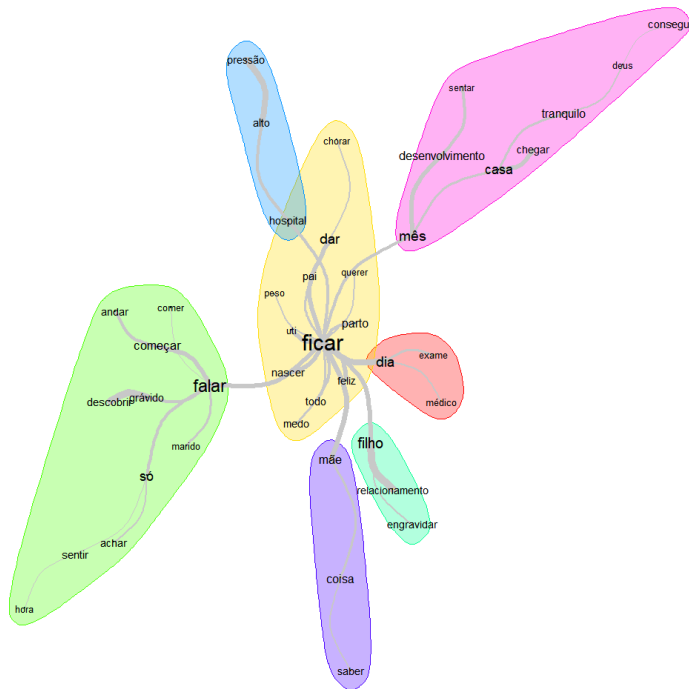 consegu
pressão
deus
sentar
tranquilo
alto
chorar
chegar
desenvolvimento
casa
hospital
mês
dar
pai
querer
peso
andar
comer
uti
parto
começar
ficar
exame
dia
nascer
feliz
falar
descobrir
grávido
todo
médico
medo
marido
filho
mãe
só
relacionamento
engravidar
achar
sentir
coisa
hora
saber